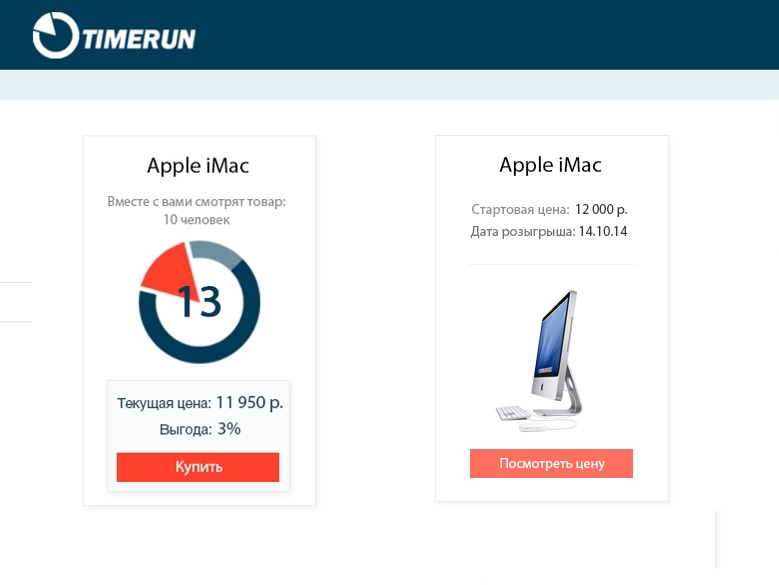 TIMERUN
Apple iMac
Вместе с вами смотрят товар:
10 человек
13
Текущая цена: 11 950 р.
Выгода: 3%
Купить
Apple iMac
Стартовая цена: 12 000 р.
Дата розыгрыша: 14.10.14
Посмотреть цену